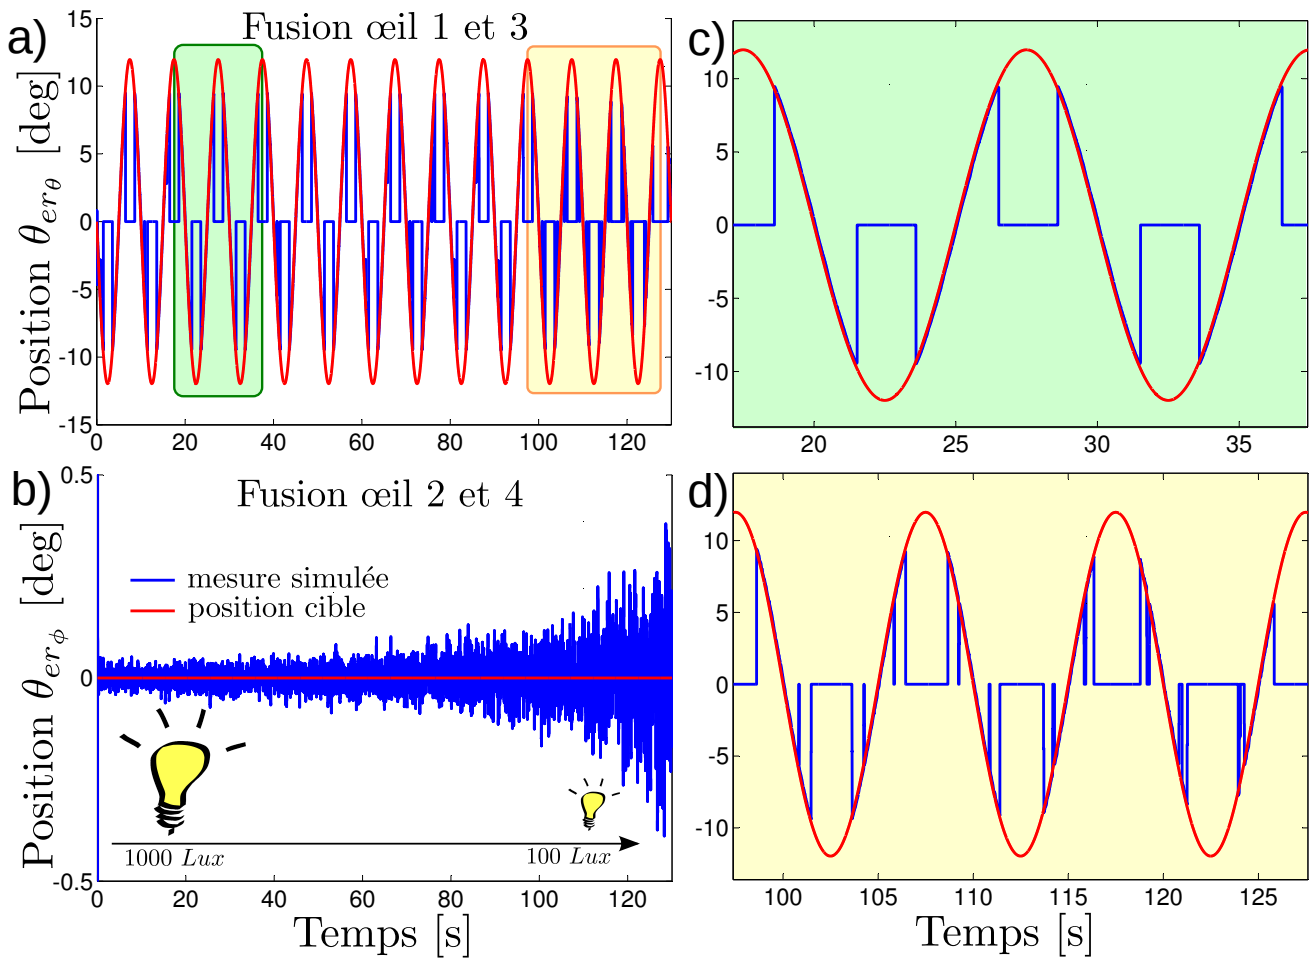 a)
Fusion œil 1 et 3
Position θerθ [deg]
15
10
5
0
-5
-10
-15
0 20 40 60 80 100 120
c)
10
5
0
-5
-10
20 25 30 35
b)
Fusion œil 2 et 4
Position θerϕ [deg]
0.5
0
-0.5
mesure simulée
position cible
1000 Lux
100 Lux
0 20 40 60 80 100 120
Temps [s]
d)
10
5
0
-5
-10
100 105 110 115 120 125
Temps [s]